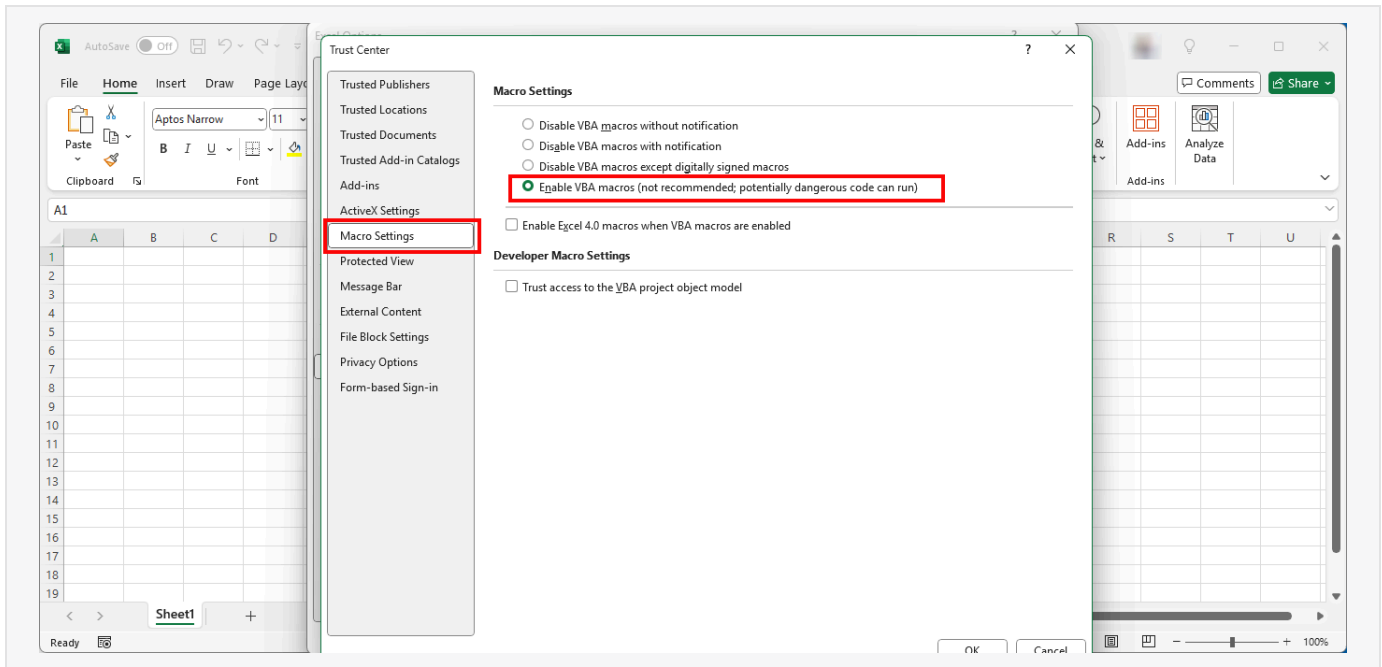 Excel Options
?
AutoSave Off
Trust Center
?
File Home Insert Draw Page Layo
Comments Share
Paste
Aptos Narrow 11
B I U
Clipboard Font
&
t
Add-ins
Analyze
Data
Add-ins
A1
Trusted Publishers
Trusted Locations
Trusted Documents
Trusted Add-in Catalogs
Add-ins
ActiveX Settings
Macro Settings
Protected View
Message Bar
External Content
File Block Settings
Privacy Options
Form-based Sign-in
Macro Settings
Disable VBA macros without notification
Disable VBA macros with notification
Disable VBA macros except digitally signed macros
Enable VBA macros (not recommended; potentially dangerous code can run)
Enable Excel 4.0 macros when VBA macros are enabled
Developer Macro Settings
Trust access to the VBA project object model
A B C D R S T U
1
2
3
4
5
6
7
8
9
10
11
12
13
14
15
16
17
18
19
Sheet1
OK Cancel
Ready
100%